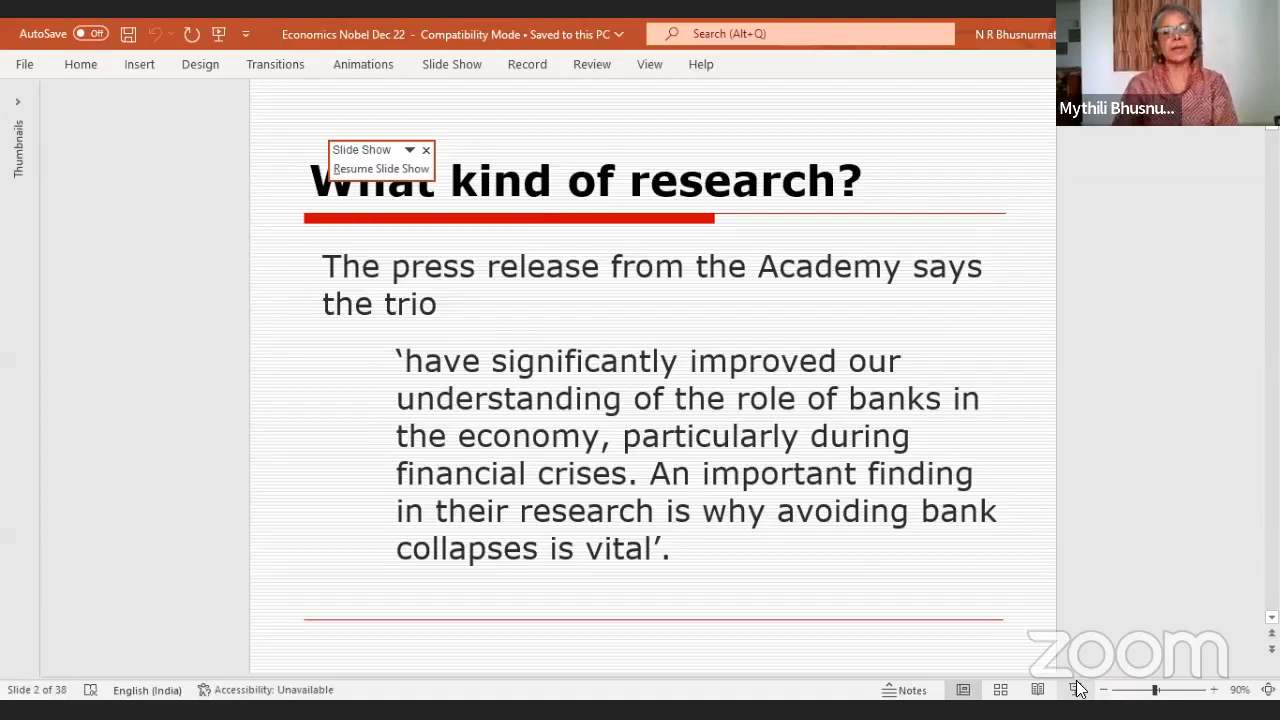 AutoSave Off Economics Nobel Dec 22 - Compatibility Mode • Saved to this PC Search (Alt+Q) N R Bhusnurmat
File Home Insert Design Transitions Animations Slide Show Record Review View Help
Mythili Bhusnu...
Thumbnails
Slide Show
Resume Slide Show
What kind of research?
The press release from the Academy says
the trio
‘have significantly improved our
understanding of the role of banks in
the economy, particularly during
financial crises. An important finding
in their research is why avoiding bank
collapses is vital’.
zoom
Slide 2 of 38 English (India) Accessibility: Unavailable Notes 90%